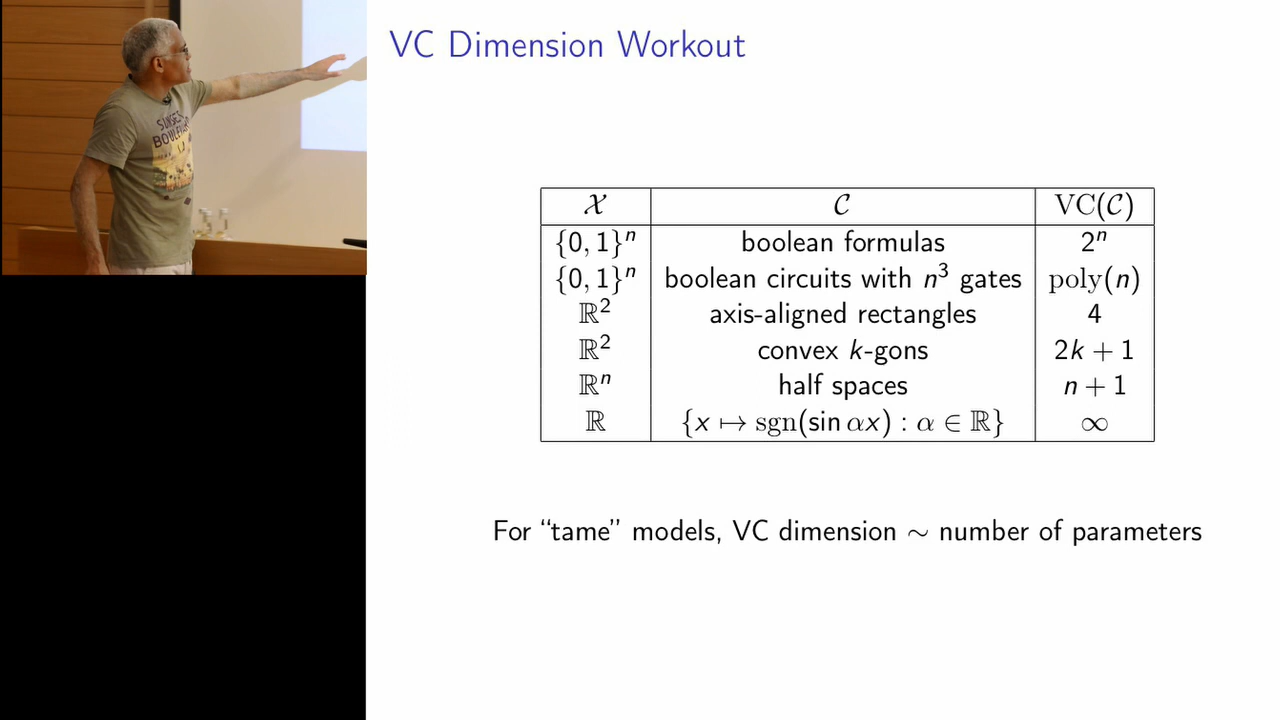 VC Dimension Workout
𝒳 𝒞 VC(𝒞)
{0, 1}ⁿ boolean formulas 2ⁿ
{0, 1}ⁿ boolean circuits with n³ gates poly(n)
ℝ² axis-aligned rectangles 4
ℝ² convex k-gons 2k + 1
ℝⁿ half spaces n + 1
ℝ {x ↦ sgn(sin αx) : α ∈ ℝ} ∞
For “tame” models, VC dimension ∼ number of parameters